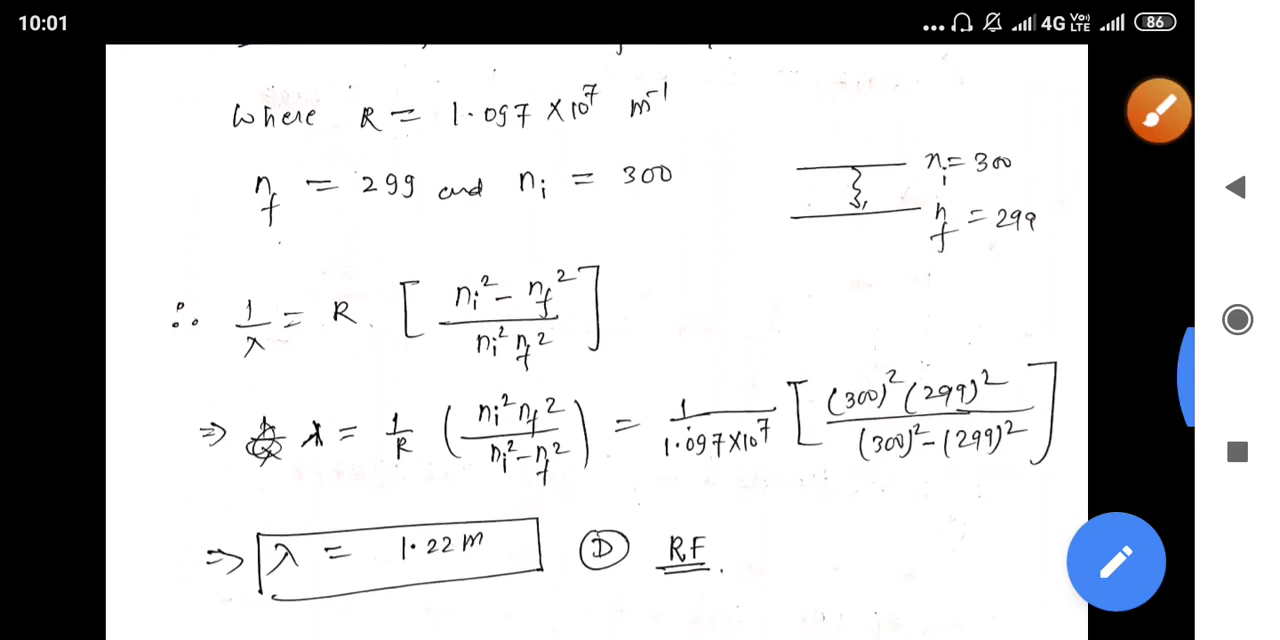 10:01
... 4G Vo) LTE 86
Where R = 1.097 × 10⁷ m⁻¹
n_f = 299 and n_i = 300
n_i = 300
n_f = 299
∴ 1/λ = R [ (n_i² - n_f²) / (n_i² n_f²) ]
⇒ λ = 1/R ( (n_i² n_f²) / (n_i² - n_f²) ) = 1/(1.097×10⁷) [ ((300)² (299)²) / ((300)² - (299)²) ]
⇒ λ = 1.22 m D RF.